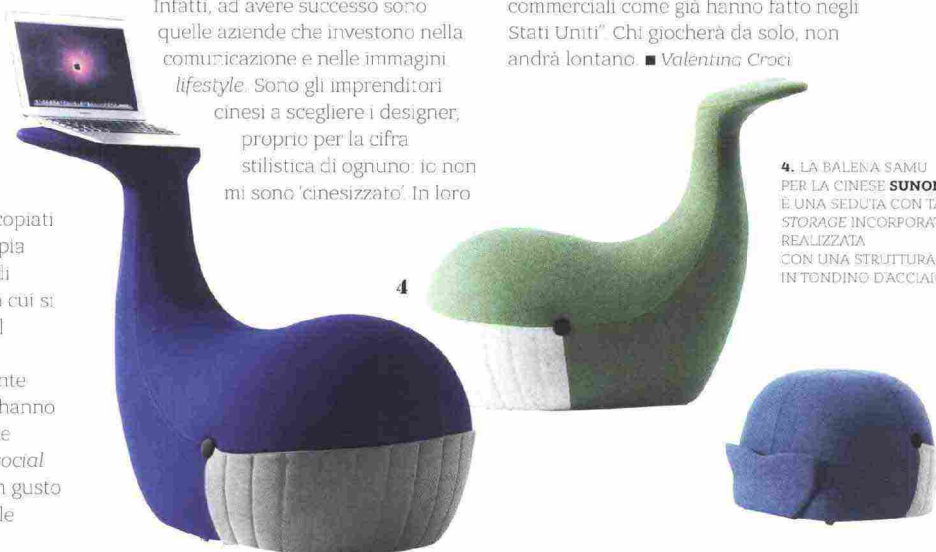 opiati
pia
di
cui si
l
nte
hanno
e
ocial
n gusto
le
Infatti, ad avere successo sono
quelle aziende che investono nella
comunicazione e nelle immagini
lifestyle. Sono gli imprenditori
cinesi a scegliere i designer,
proprio per la cifra
stilistica di ognuno: io non
mi sono ‘cinesizzato’. In loro
commerciali come già hanno fatto negli
Stati Uniti”. Chi giocherà da solo, non
andrà lontano. ■ Valentina Croci
4
4. LA BALENA SAMU
PER LA CINESE SUNO
È UNA SEDUTA CON TA
STORAGE INCORPORAT
REALIZZATA
CON UNA STRUTTURA
IN TONDINO D'ACCIAI